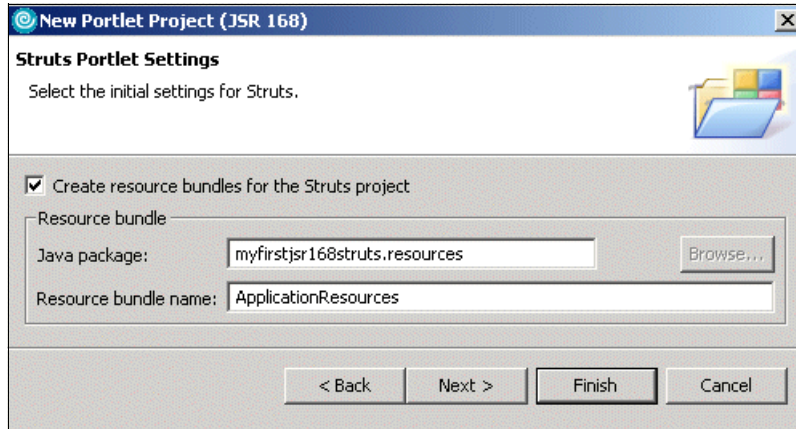 New Portlet Project (JSR 168)
Struts Portlet Settings
Select the initial settings for Struts.
Create resource bundles for the Struts project
Resource bundle
Java package: myfirstjsr168struts.resources Browse...
Resource bundle name: ApplicationResources
< Back Next > Finish Cancel